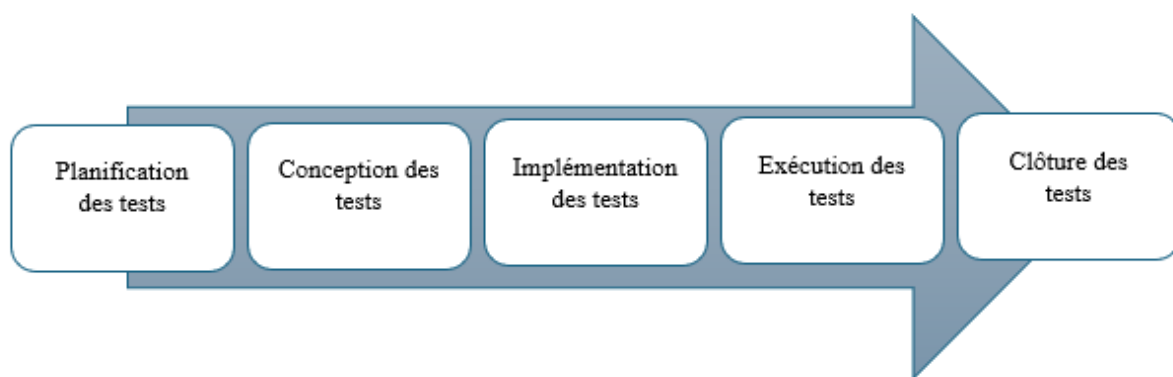 Planification
des tests
Conception des
tests
Implémentation
des tests
Exécution des
tests
Clôture des
tests